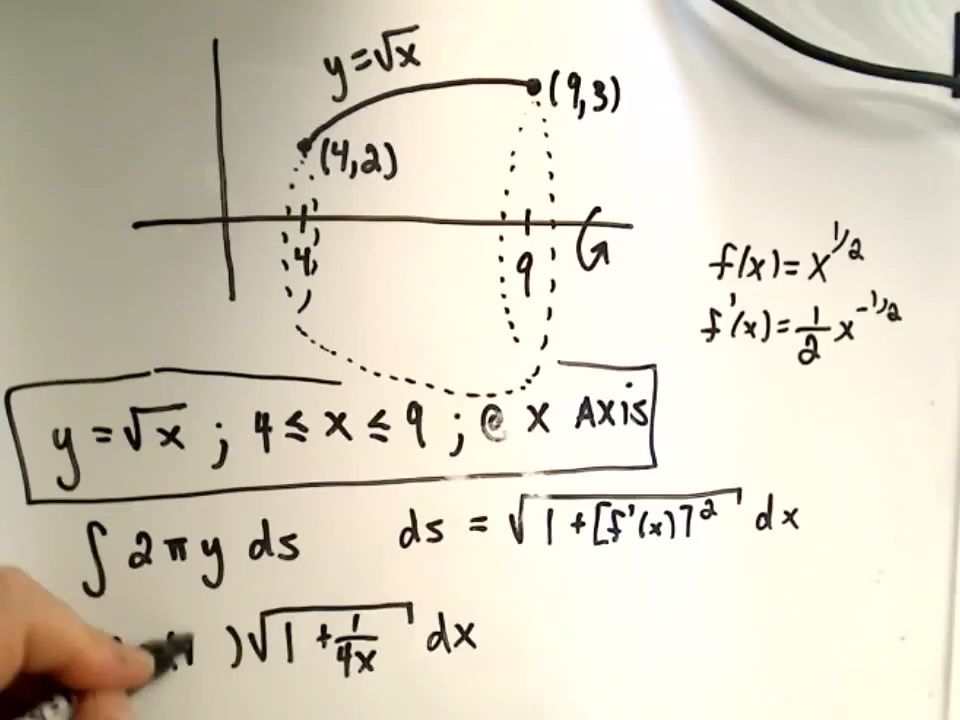 y=√x
(9,3)
(4,2)
4
9
f(x)=x^1/2
f'(x)=1/2 x^-1/2
y=√x ; 4≤x≤9 ; @ x AXiS
∫2πy ds ds = √1+[f'(x)]^2 dx
)√1+1/4x dx